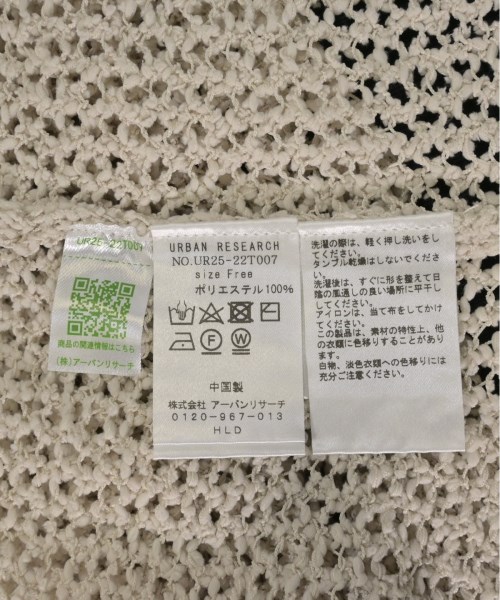 UR25-22T007
商品の関連情報はこちら
(株)アーバンリサーチ
URBAN RESEARCH
NO.UR25-22T007
size Free
ポリエステル100%
中国製
株式会社 アーバンリサーチ
0120-967-013
HLD
洗濯の際は、軽く押し洗いをし
てください。
タンブル乾燥はしないでくださ
い。
洗濯後は、すぐに形を整えて日
陰の風通しの良い場所に平干し
してください。
アイロンは、当て布をしてかけ
てください。
この製品は、素材の特性上、他
の衣類に色移りすることがあり
ます。
白物、淡色衣類への色移りには
充分ご注意ください。